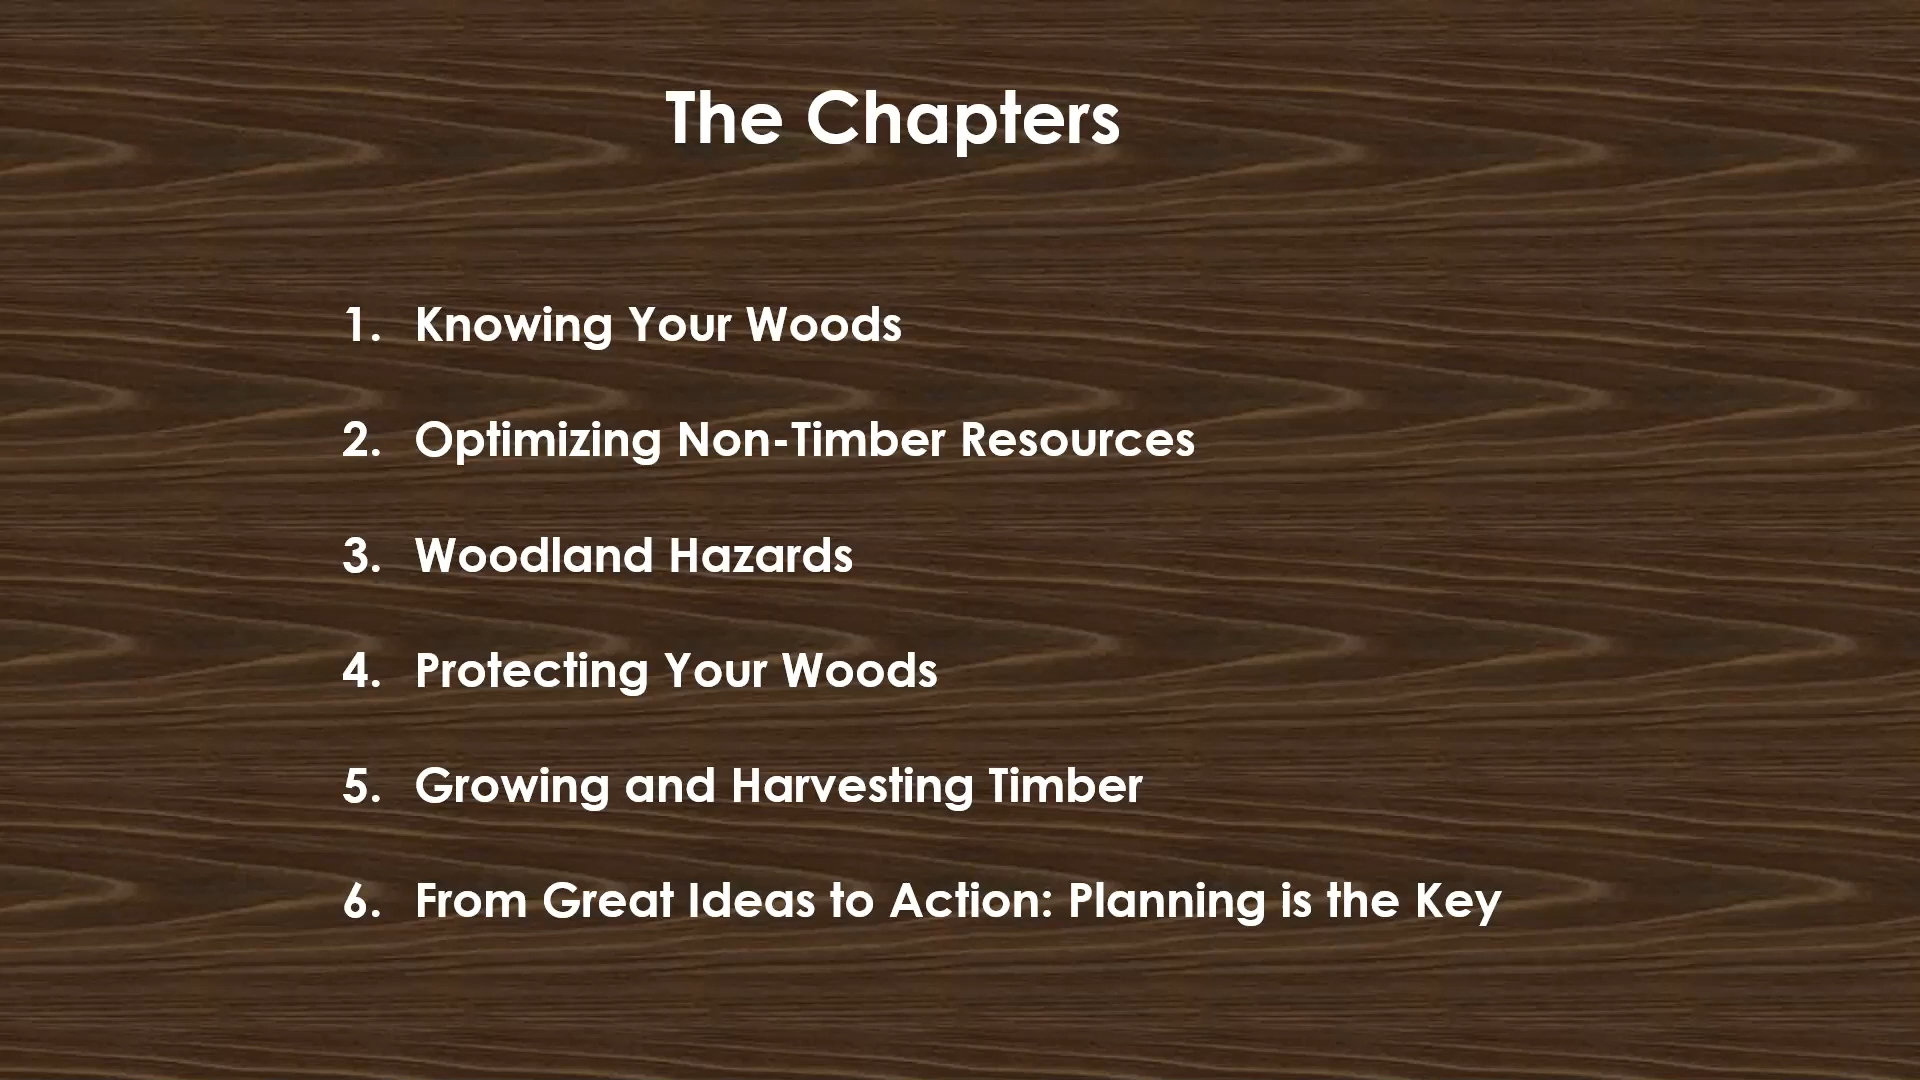 The Chapters
1. Knowing Your Woods
2. Optimizing Non-Timber Resources
3. Woodland Hazards
4. Protecting Your Woods
5. Growing and Harvesting Timber
6. From Great Ideas to Action: Planning is the Key